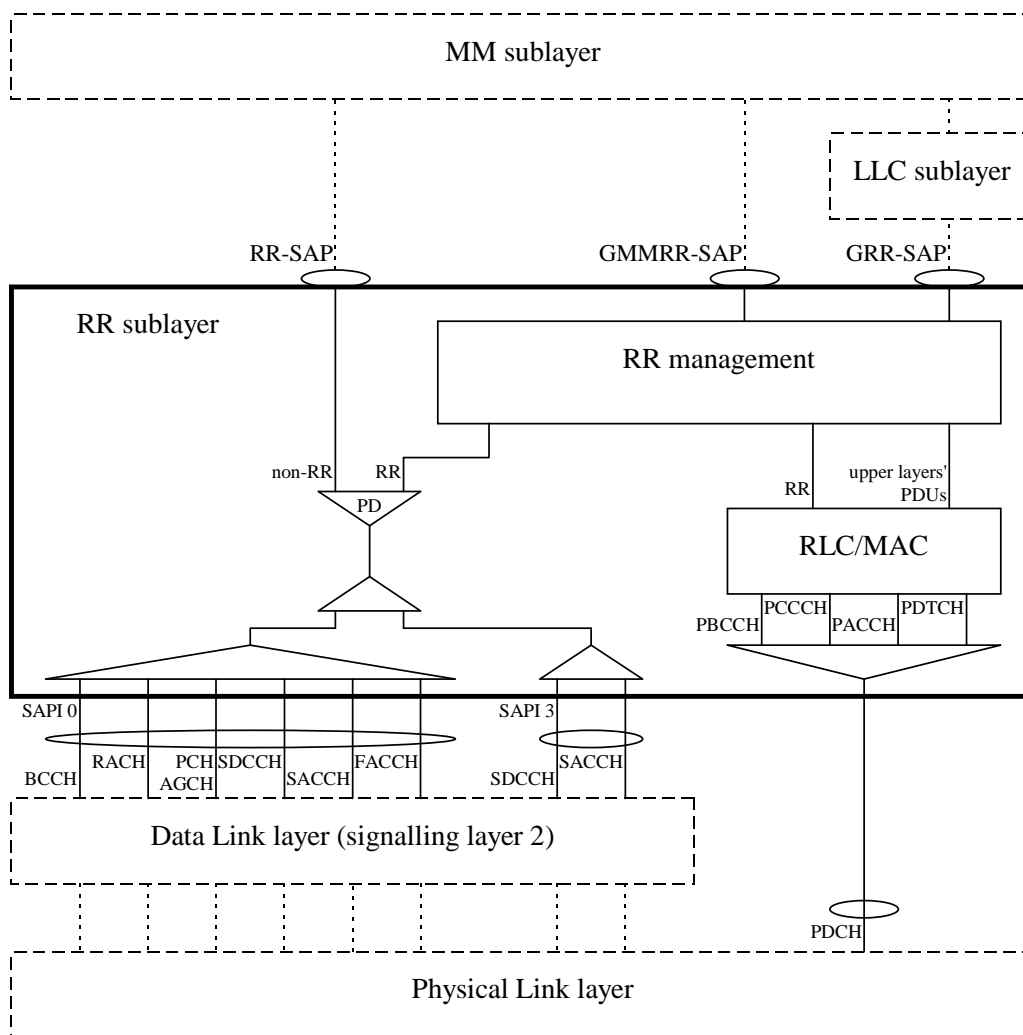 MM sublayer
LLC sublayer
RR-SAP
GMMRR-SAP
GRR-SAP
RR sublayer
RR management
non-RR
RR
PD
RR
upper layers'
PDUs
RLC/MAC
PBCCH
PCCCH
PACCH
PDTCH
SAPI 0
SAPI 3
BCCH
RACH
PCH
AGCH
SDCCH
SACCH
FACCH
SDCCH
SACCH
Data Link layer (signalling layer 2)
PDCH
Physical Link layer